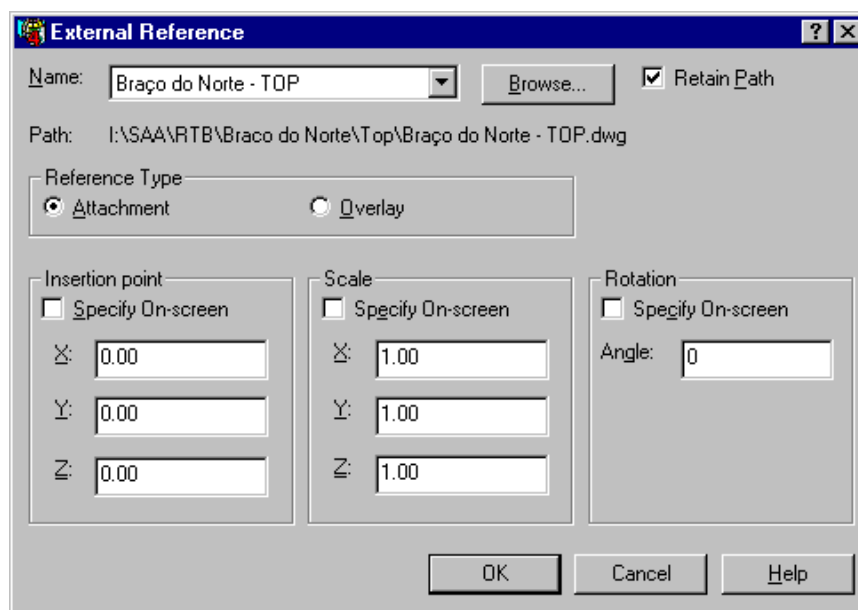 External Reference
Name: Braço do Norte - TOP Browse... Retain Path
Path: I:\SAA\RTB\Braco do Norte\Top\Braço do Norte - TOP.dwg
Reference Type
Attachment Overlay
Insertion point Scale Rotation
Specify On-screen Specify On-screen Specify On-screen
X: 0.00 X: 1.00 Angle: 0
Y: 0.00 Y: 1.00
Z: 0.00 Z: 1.00
OK Cancel Help